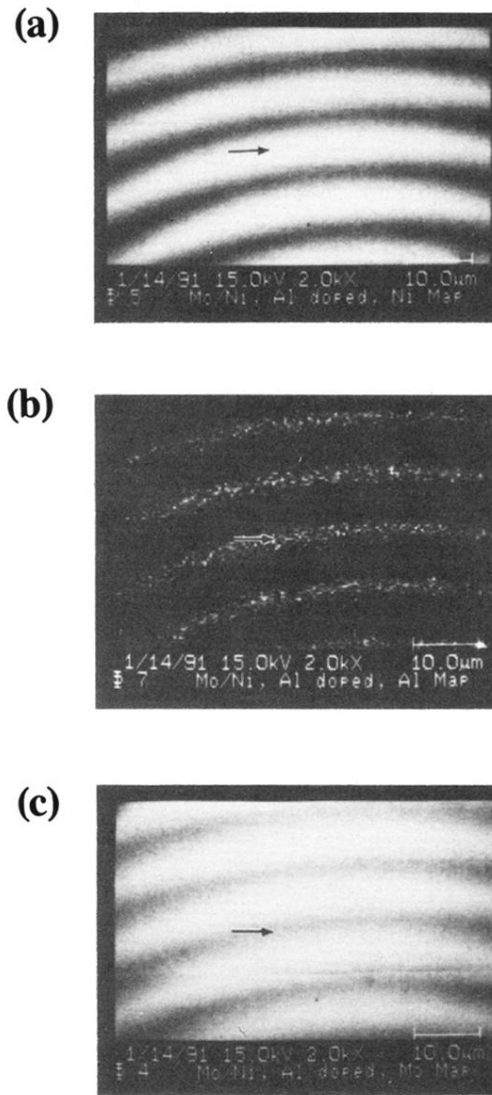 (a)
1/14/91 15.0kV 2.0kX 10.0µm
5 Mo/Ni, Al doped, Ni Map
(b)
1/14/91 15.0kV 2.0kX 10.0µm
7 Mo/Ni, Al doped, Al Map
(c)
1/14/91 15.0kV 2.0kX 10.0µm
4 Mo/Ni, Al doped, Mo Map